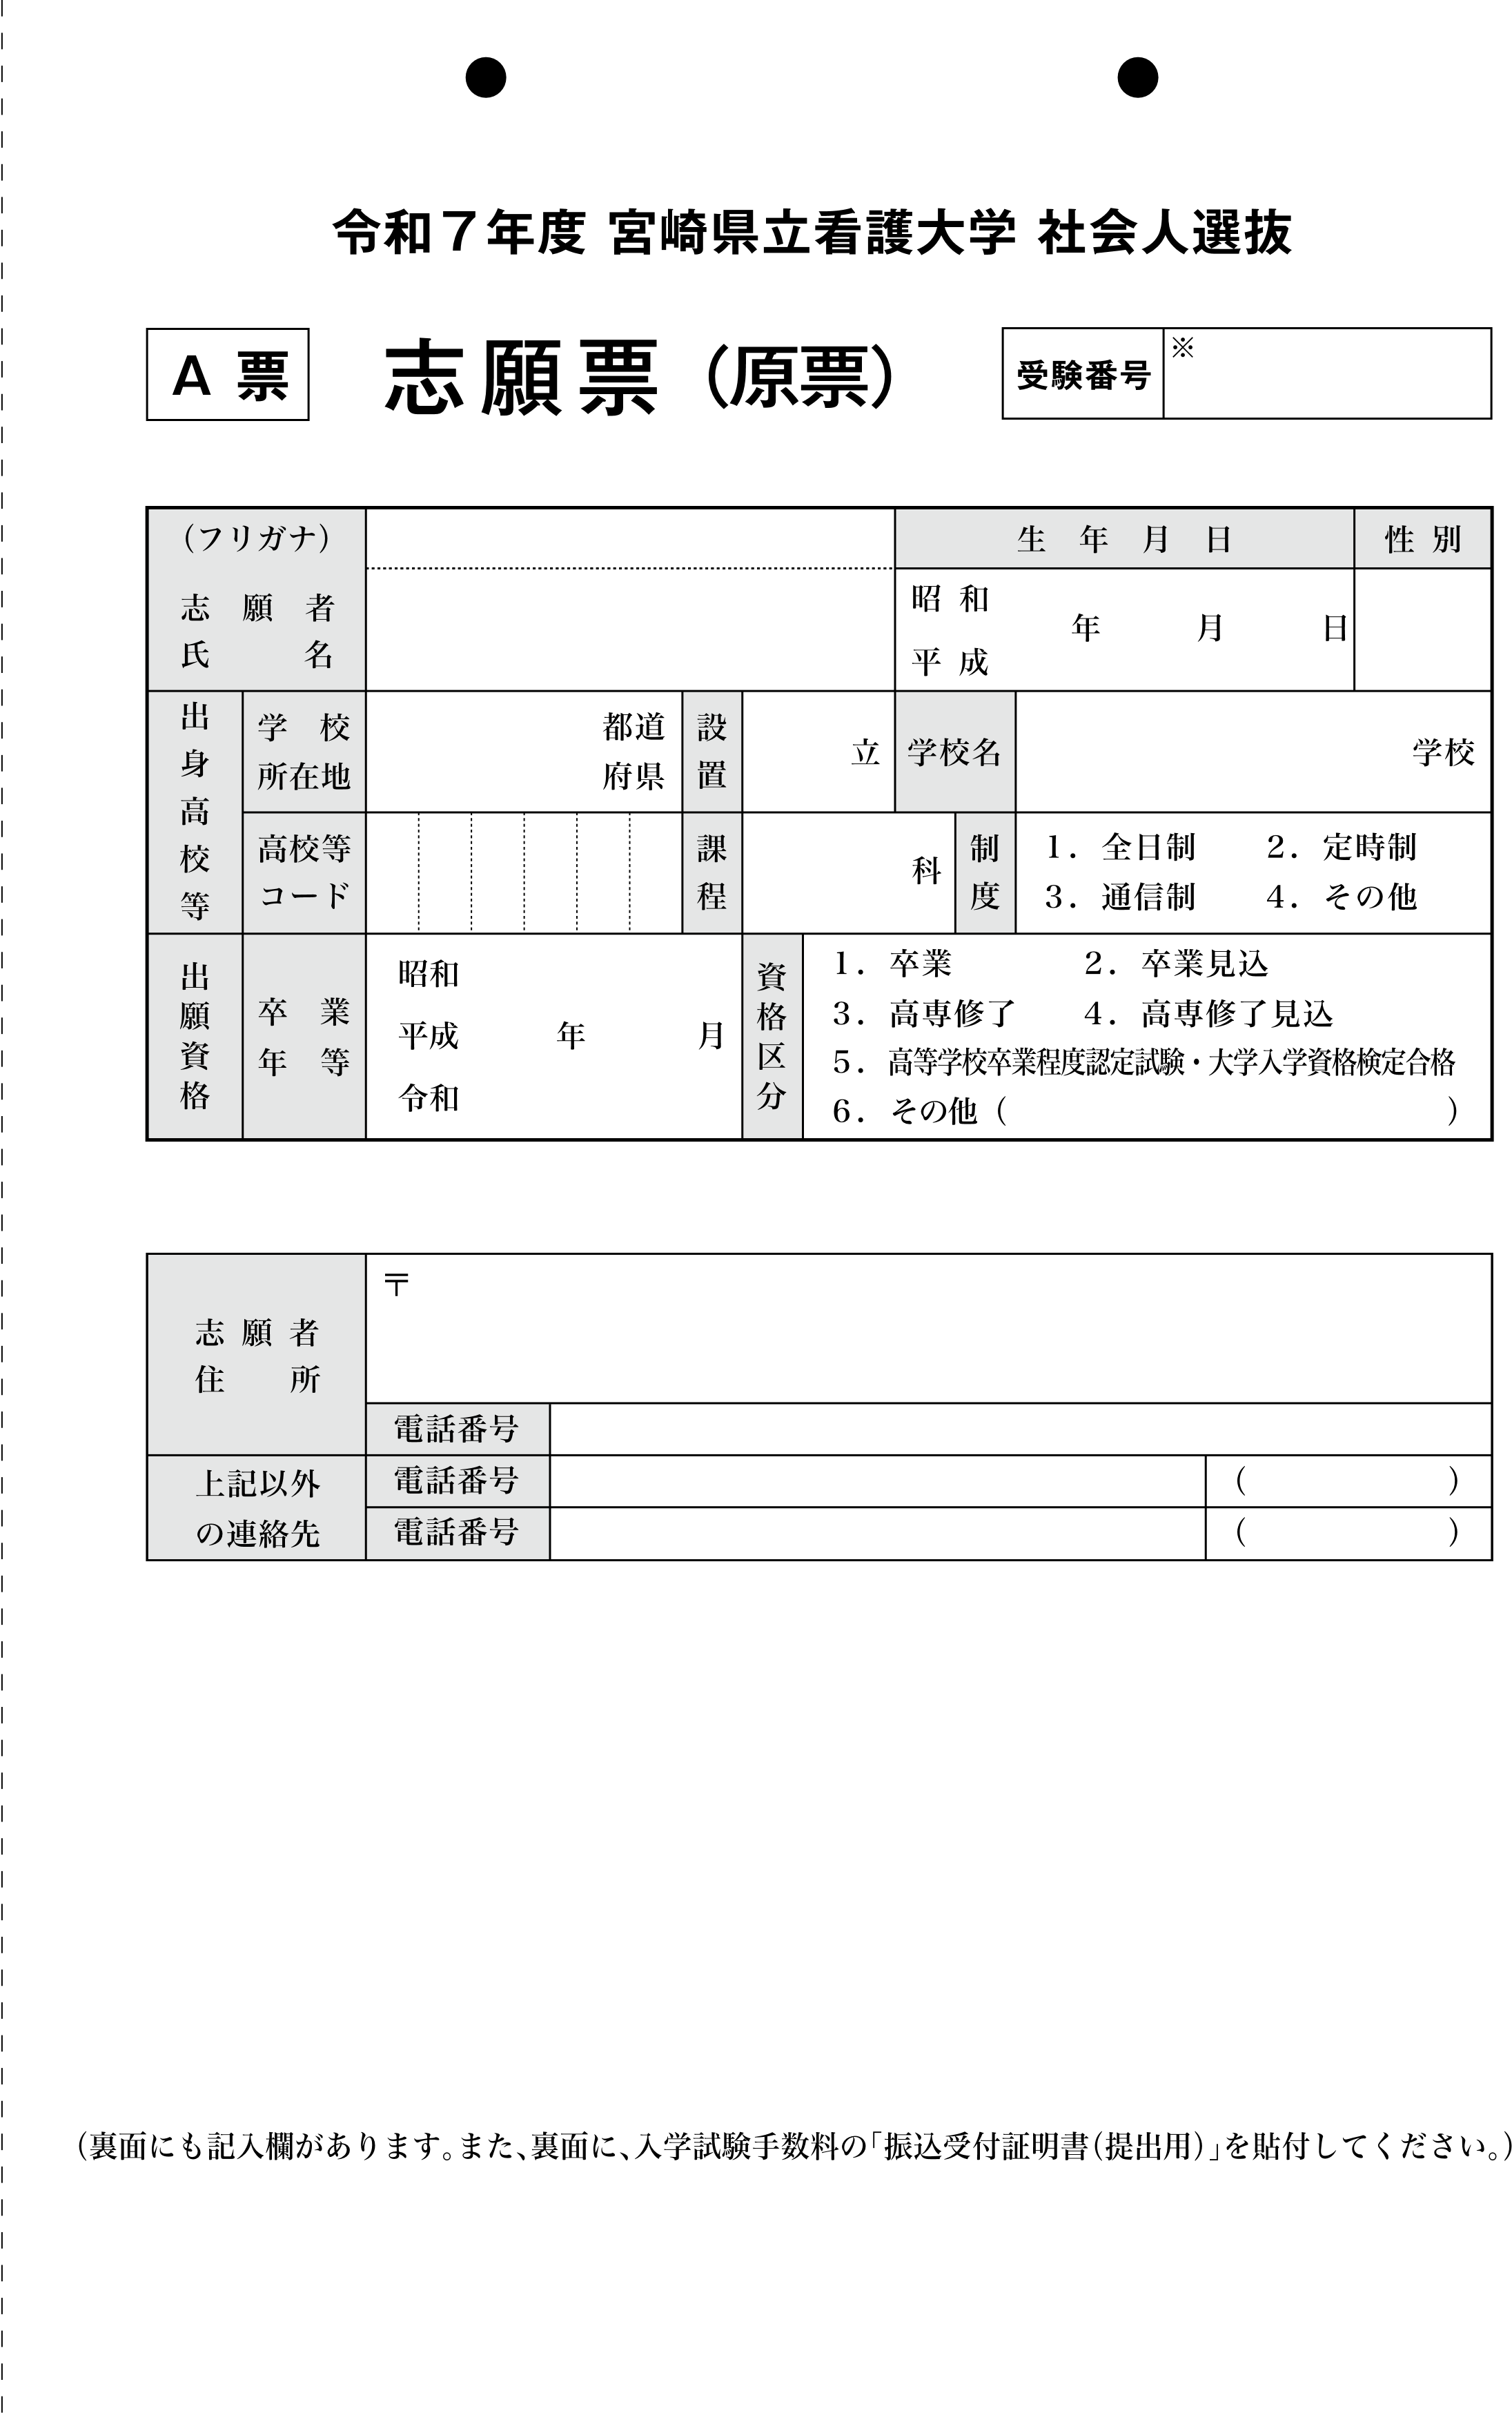 令和７年度 宮崎県立看護大学 社会人選抜
A 票
志願票（原票）
受験番号
※
（フリガナ）
生 年 月 日
性 別
志 願 者
氏 名
昭 和
平 成
年 月 日
出身高校等
学 校
所在地
都道
府県
設置
立
学校名
学校
高校等
コード
課程
科
制度
１．全日制 ２．定時制
３．通信制 ４．その他
出願資格
卒 業
年 等
昭和
平成 年 月
令和
資格区分
１．卒業 ２．卒業見込
３．高専修了 ４．高専修了見込
５．高等学校卒業程度認定試験・大学入学資格検定合格
６．その他（ ）
志 願 者
住 所
〒
電話番号
上記以外
の連絡先
電話番号
（ ）
電話番号
（ ）
（裏面にも記入欄があります。また、裏面に、入学試験手数料の「振込受付証明書（提出用）」を貼付してください。）